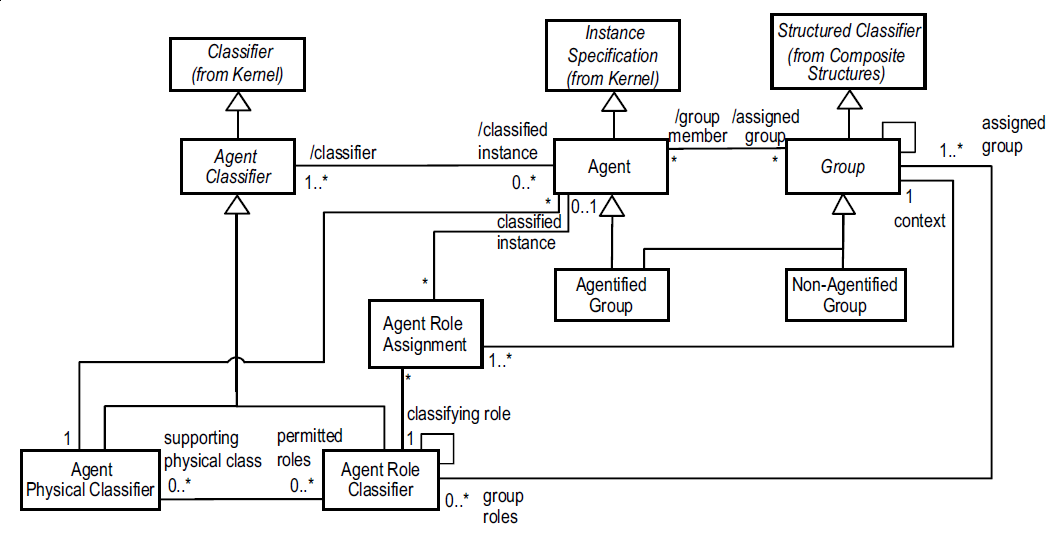 Classifier
(from Kernel)
Instance
Specification
(from Kernel)
Structured Classifier
(from Composite
Structures)
Agent
Classifier
/classifier
1..*
/classified
instance
0..*
Agent
/group
member
*
/assigned
group
*
Group
1..*
assigned
group
1
context
*
0..1
classified
instance
*
Agentified
Group
Non-Agentified
Group
Agent Role
Assignment
1..*
*
classifying role
1
1
supporting
physical class
0..*
permitted
roles
0..*
Agent
Physical Classifier
Agent Role
Classifier
0..*
group
roles